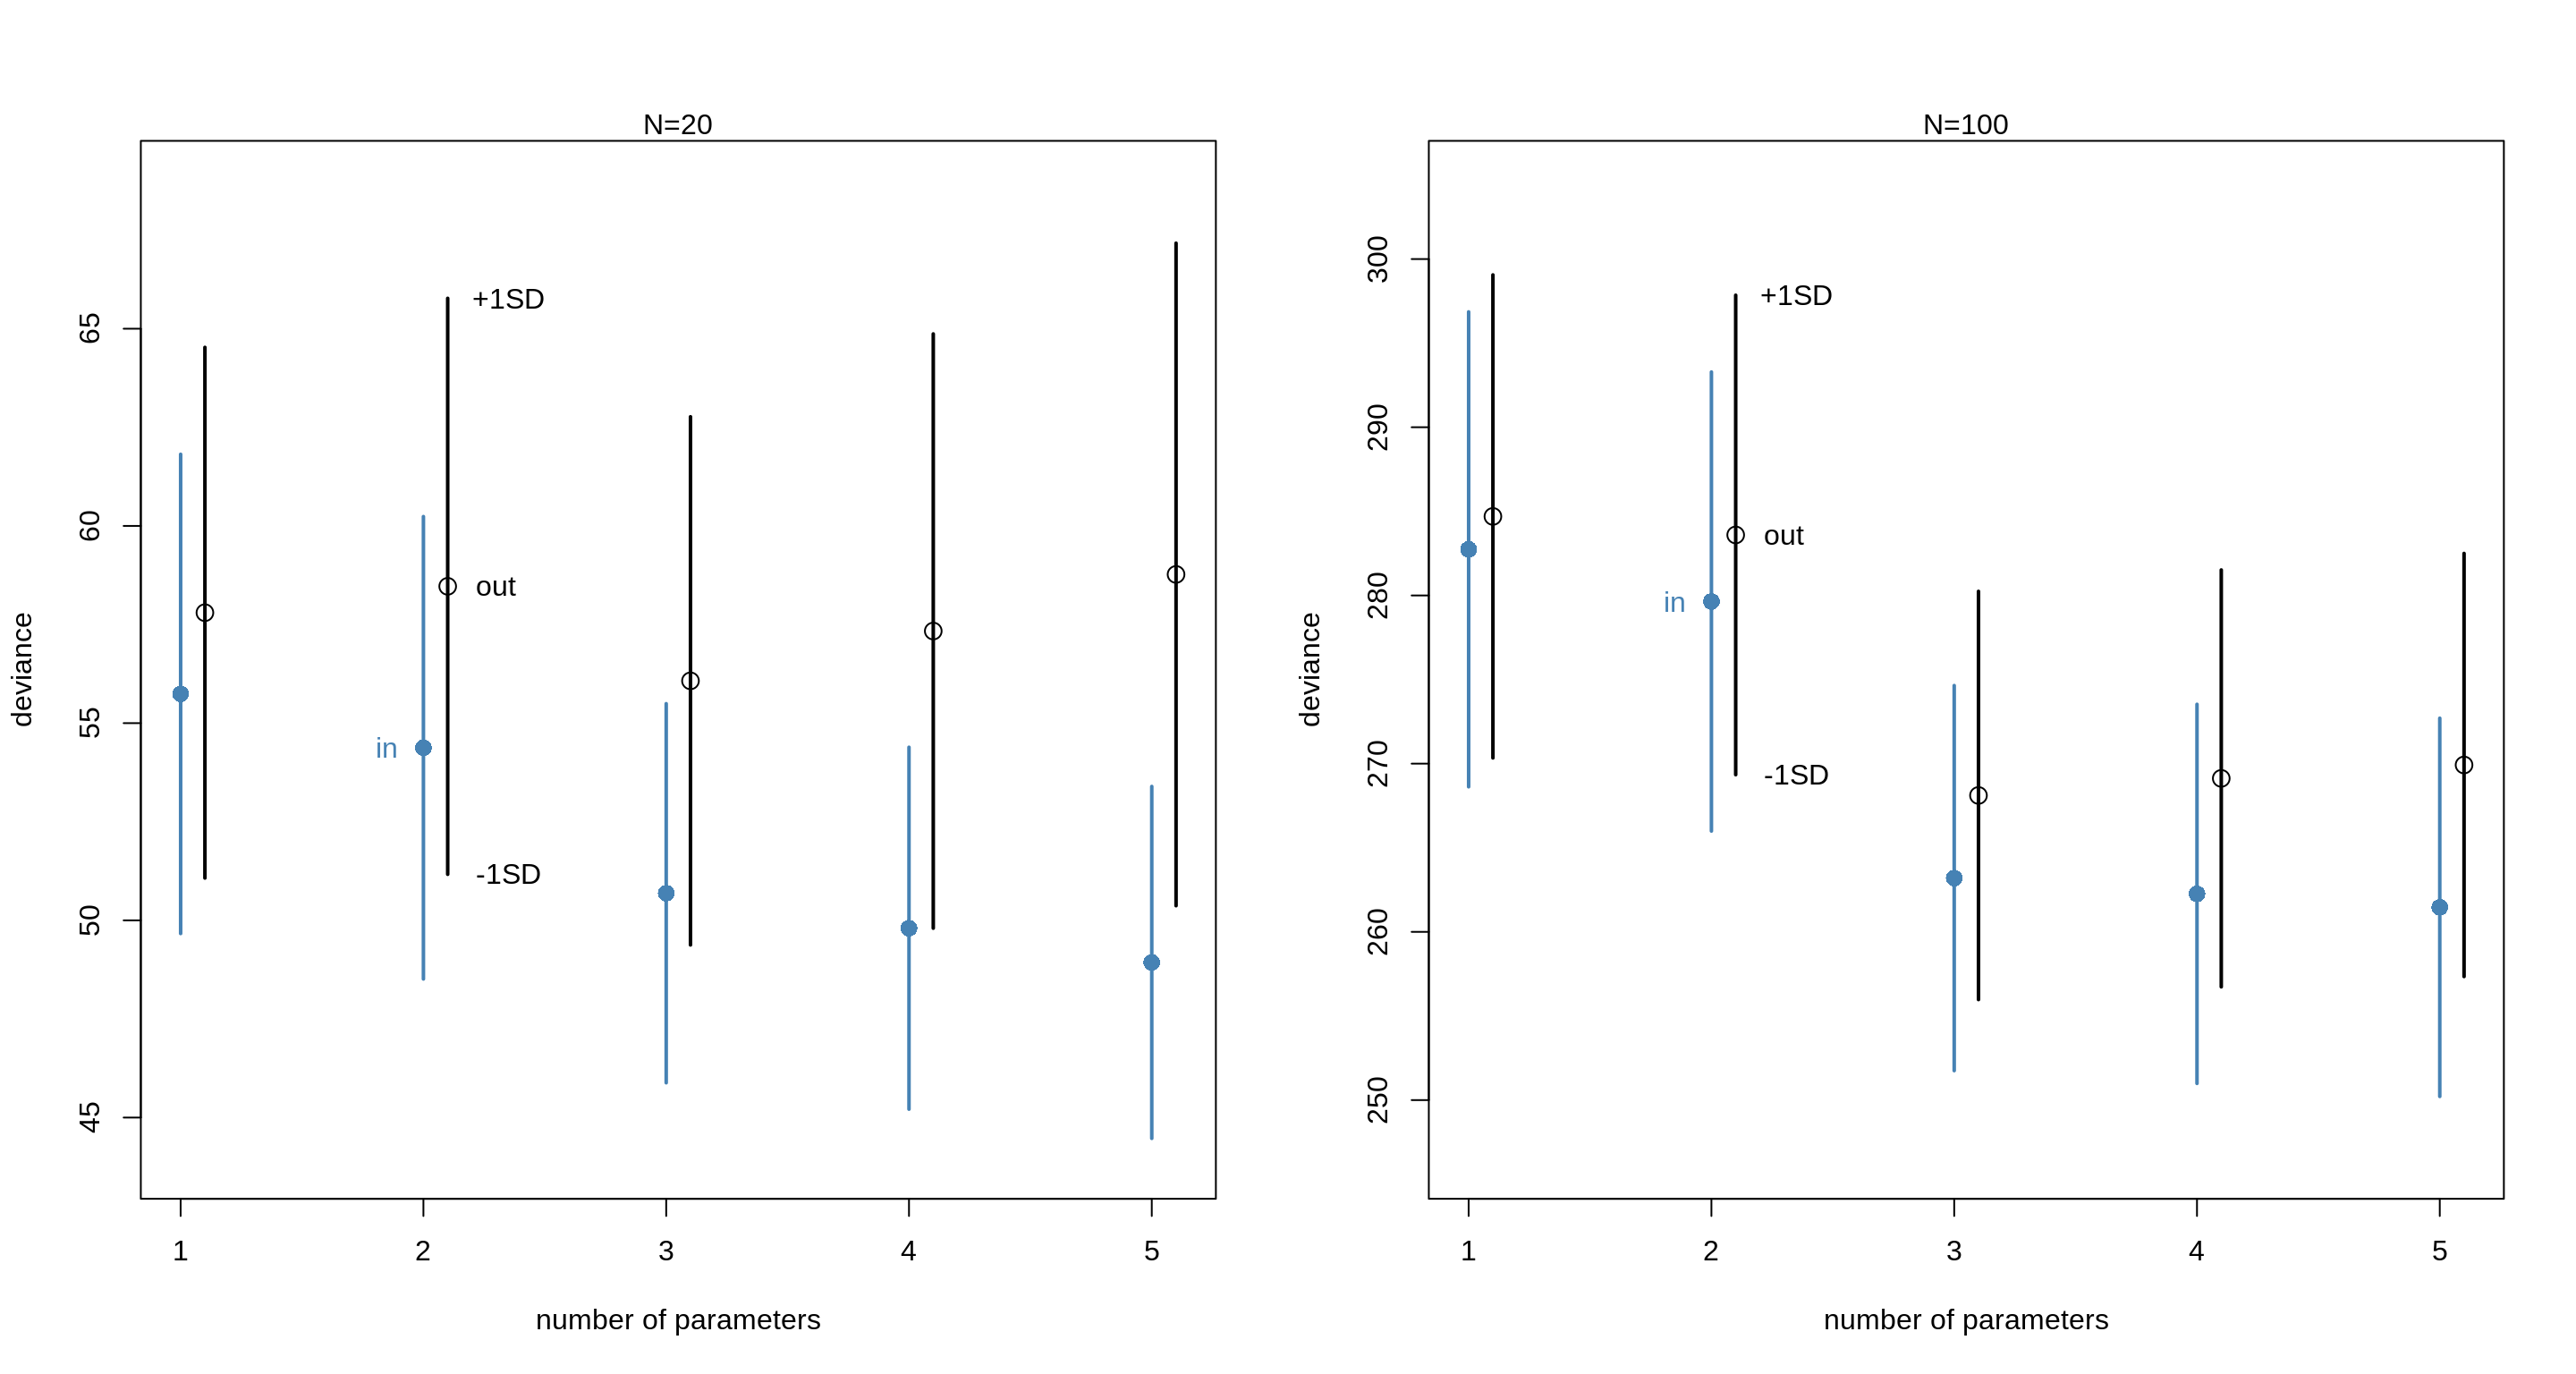 N=20
deviance
65
60
55
50
45
+1SD
out
in
-1SD
1 2 3 4 5
number of parameters
N=100
deviance
300
290
280
270
260
250
+1SD
out
in
-1SD
1 2 3 4 5
number of parameters